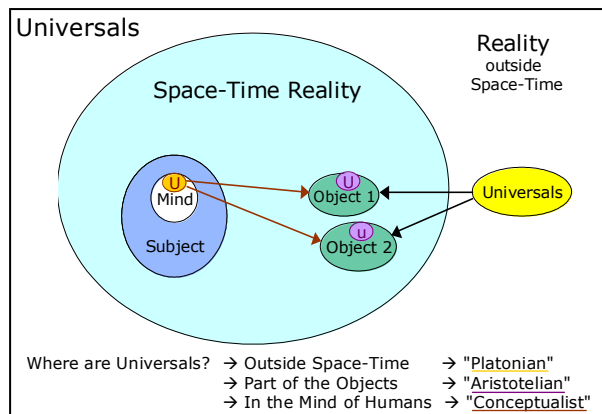 Universals
Reality
outside
Space-Time
Space-Time Reality
U
Mind
Subject
U
Object 1
u
Object 2
Universals
Where are Universals? → Outside Space-Time → "Platonian"
→ Part of the Objects → "Aristotelian"
→ In the Mind of Humans → "Conceptualist"